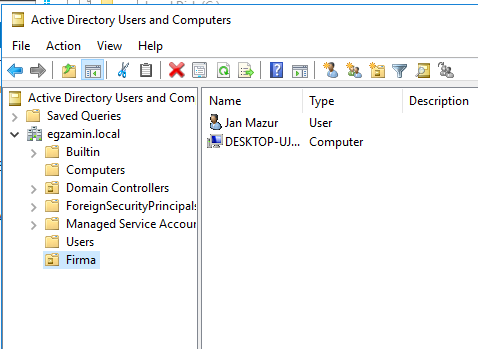 Active Directory Users and Computers
File Action View Help
Active Directory Users and Com
Saved Queries
egzamin.local
Builtin
Computers
Domain Controllers
ForeignSecurityPrincipals
Managed Service Accour
Users
Firma
Name Type Description
Jan Mazur User
DESKTOP-UJ... Computer